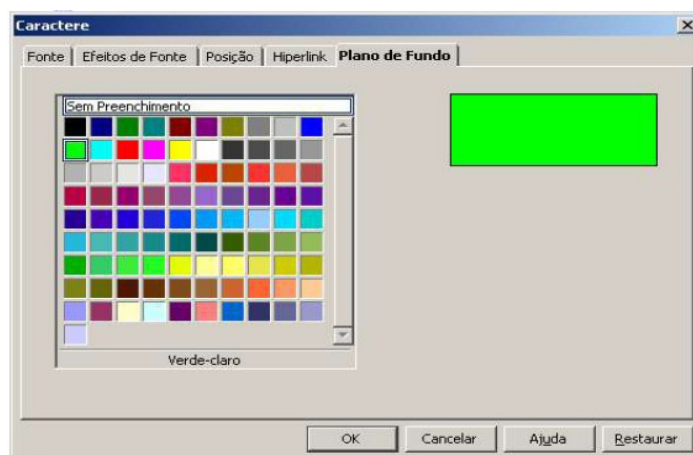 Caractere
Fonte Efeitos de Fonte Posição Hiperlink Plano de Fundo
Sem Preenchimento
Verde-claro
OK Cancelar Ajuda Restaurar